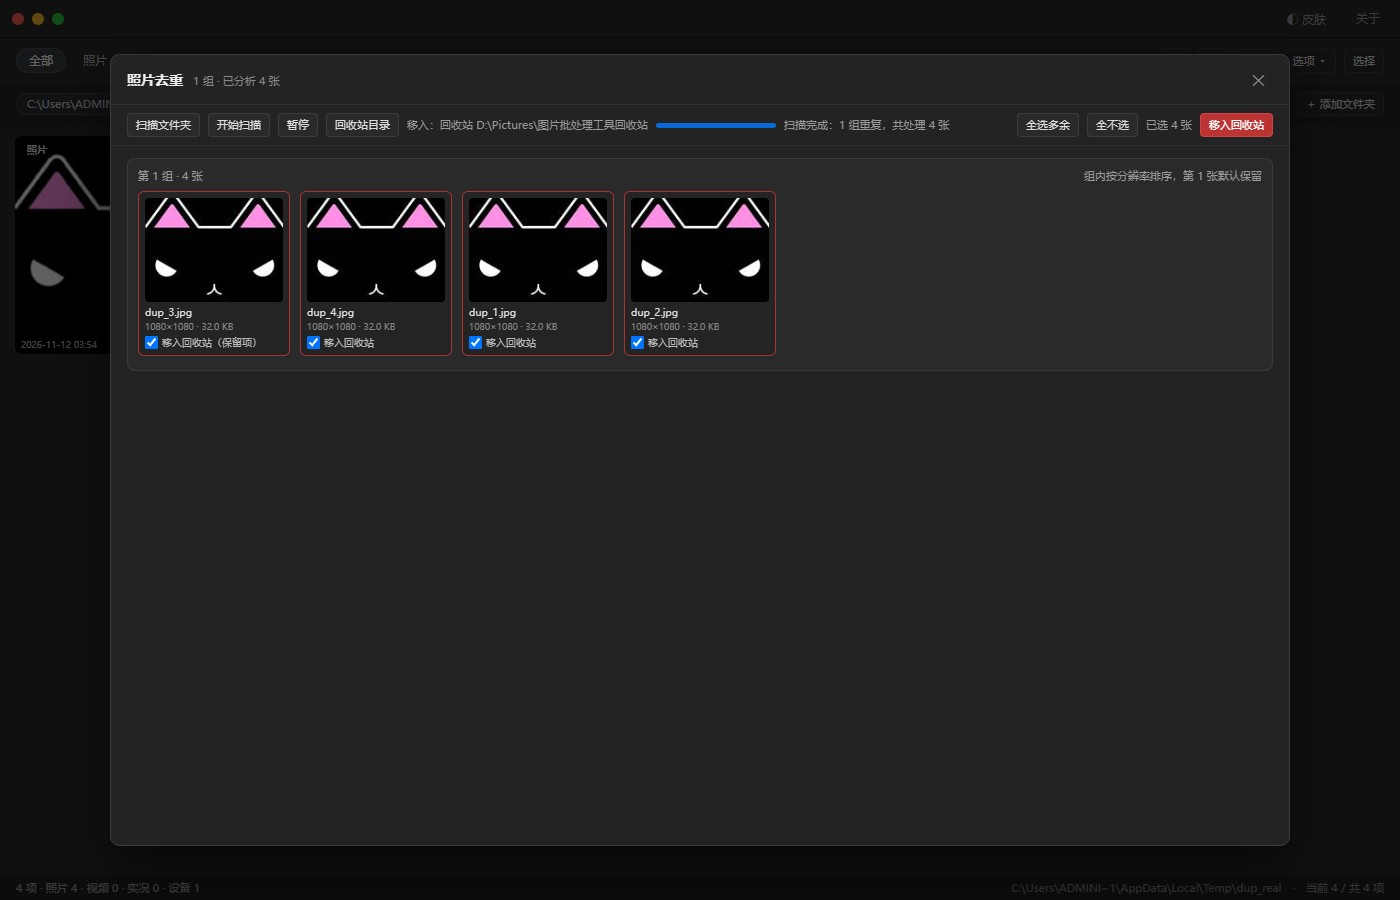 皮肤 关于
全部 照片 选项 选择
C:\Users\ADMIN + 添加文件夹
照片去重 1 组 · 已分析 4 张
扫描文件夹 开始扫描 暂停 回收站目录 移入：回收站 D:\Pictures\图片批处理工具回收站 扫描完成：1 组重复，共处理 4 张 全选多余 全不选 已选 4 张 移入回收站
照片
第 1 组 · 4 张 组内按分辨率排序，第 1 张默认保留
dup_3.jpg dup_4.jpg dup_1.jpg dup_2.jpg
1080×1080 · 32.0 KB 1080×1080 · 32.0 KB 1080×1080 · 32.0 KB 1080×1080 · 32.0 KB
移入回收站（保留项） 移入回收站 移入回收站 移入回收站
2026-11-12 03:54
4 项 · 照片 4 · 视频 0 · 实况 0 · 设备 1 C:\Users\ADMINI~1\AppData\Local\Temp\dup_real · 当前 4 / 共 4 项